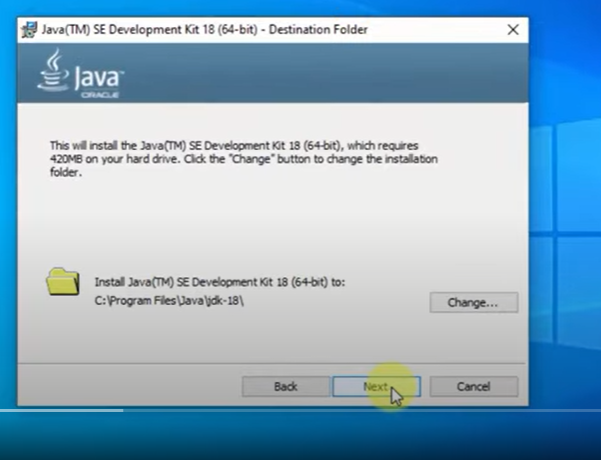 Java(TM) SE Development Kit 18 (64-bit) - Destination Folder
Java™
ORACLE
This will install the Java(TM) SE Development Kit 18 (64-bit), which requires
420MB on your hard drive. Click the "Change" button to change the installation
folder.
Install Java(TM) SE Development Kit 18 (64-bit) to:
C:\Program Files\Java\jdk-18\
Change...
Back
Next
Cancel